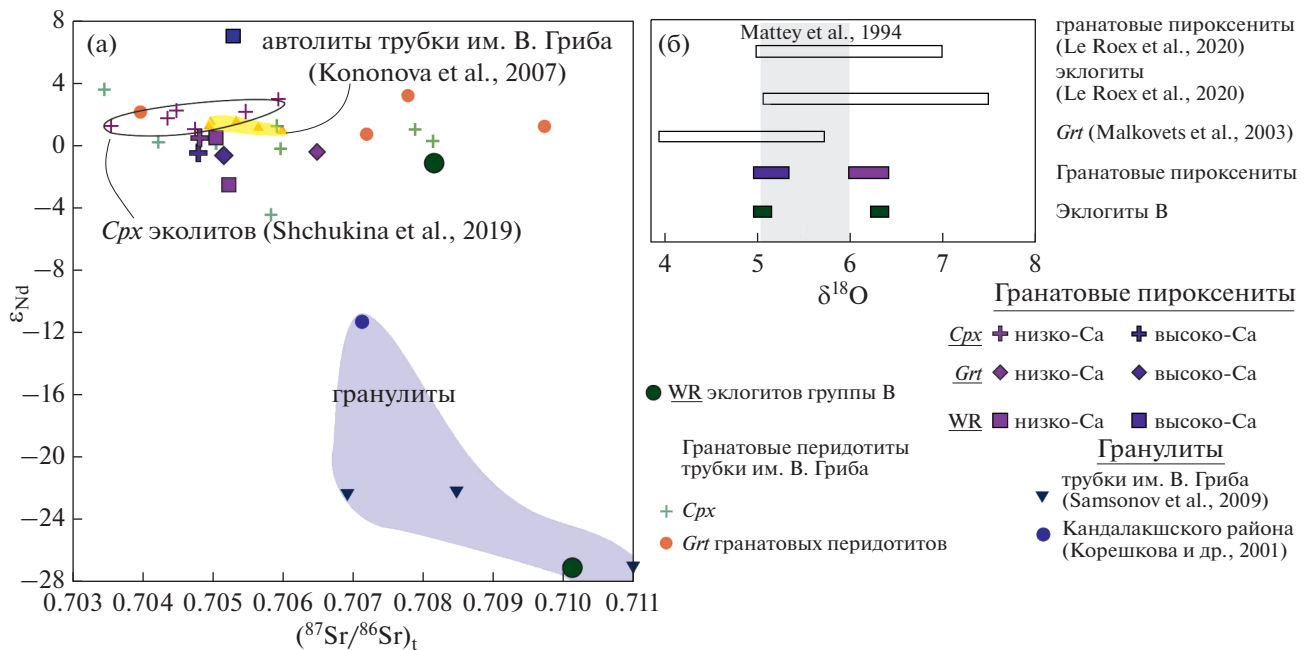 (а)
автолиты трубки им. В. Гриба
(Kononova et al., 2007)
Cpx эколитов (Shchukina et al., 2019)
гранулиты
8
4
0
−4
−8
−12
−16
−20
−24
−28
εNd
0.703 0.704 0.705 0.706 0.707 0.708 0.709 0.710 0.711
(⁸⁷Sr/⁸⁶Sr)t
(б)
Mattey et al., 1994
гранатовые пироксениты
(Le Roex et al., 2020)
эклогиты
(Le Roex et al., 2020)
Grt (Malkovets et al., 2003)
Гранатовые пироксениты
Эклогиты В
4 5 6 7 8
δ¹⁸O
WR эклогитов группы В
Гранатовые перидотиты
трубки им. В. Гриба
Cpx
Grt гранатовых перидотитов
Гранатовые пироксениты
Cpx низко-Ca высоко-Ca
Grt низко-Ca высоко-Ca
WR низко-Ca высоко-Ca
Гранулиты
трубки им. В. Гриба
(Samsonov et al., 2009)
Кандалакшского района
(Корешкова и др., 2001)